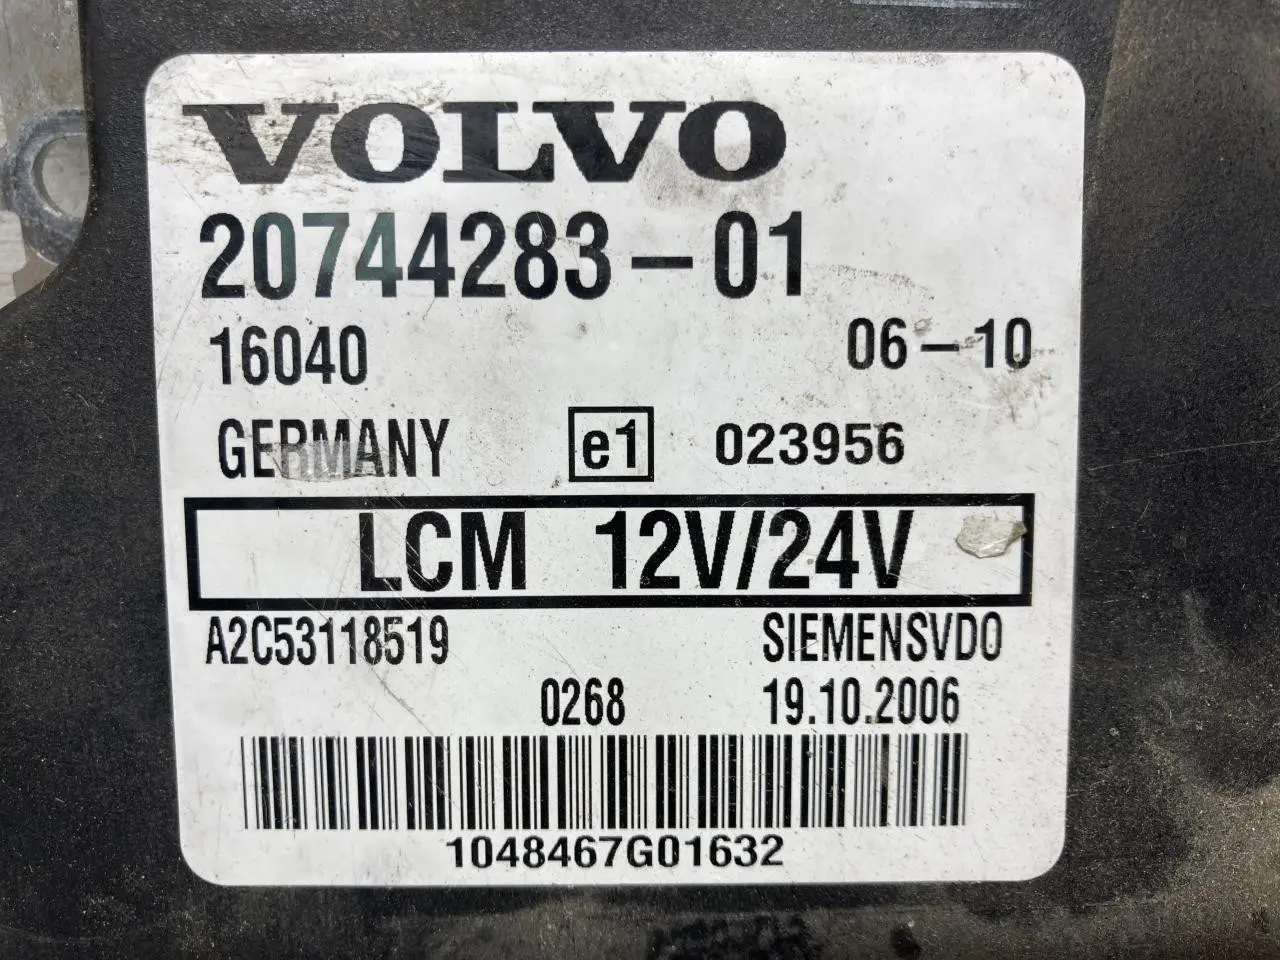 VOLVO
20744283-01
16040 06-10
GERMANY e1 023956
LCM 12V/24V
A2C53118519 SIEMENSVDO
0268 19.10.2006
1048467G01632